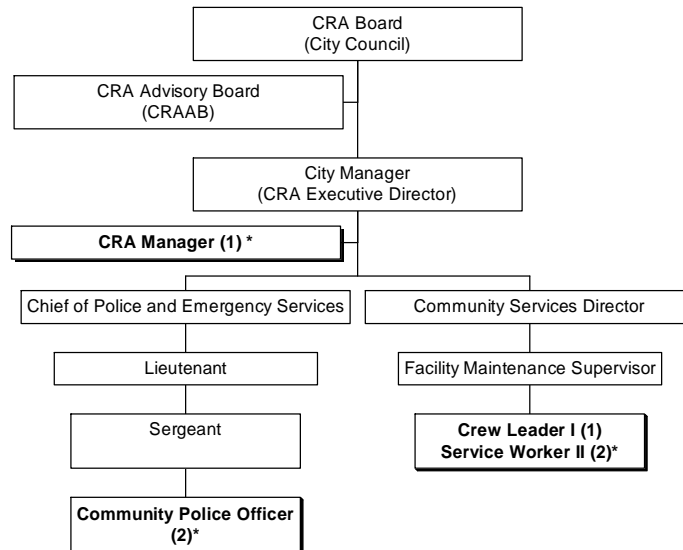 CRA Board
(City Council)
CRA Advisory Board
(CRAAB)
City Manager
(CRA Executive Director)
CRA Manager (1) *
Chief of Police and Emergency Services
Community Services Director
Lieutenant
Facility Maintenance Supervisor
Sergeant
Crew Leader I (1)
Service Worker II (2)*
Community Police Officer
(2)*